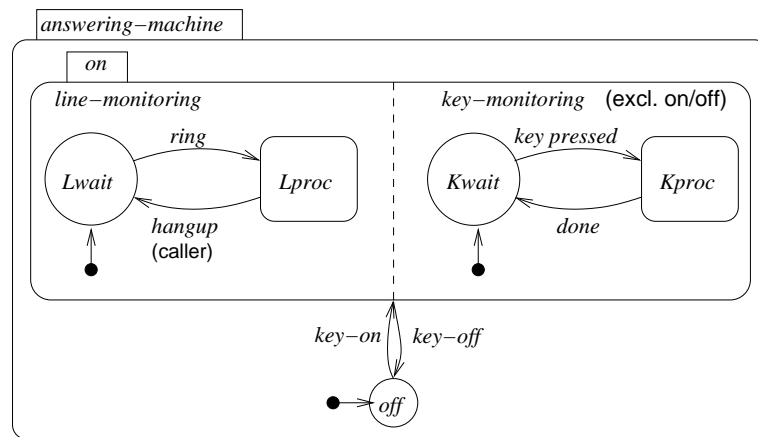 answering−machine
on
line−monitoring
key−monitoring (excl. on/off)
ring
key pressed
Lwait
Lproc
Kwait
Kproc
hangup
(caller)
done
key−on
key−off
off